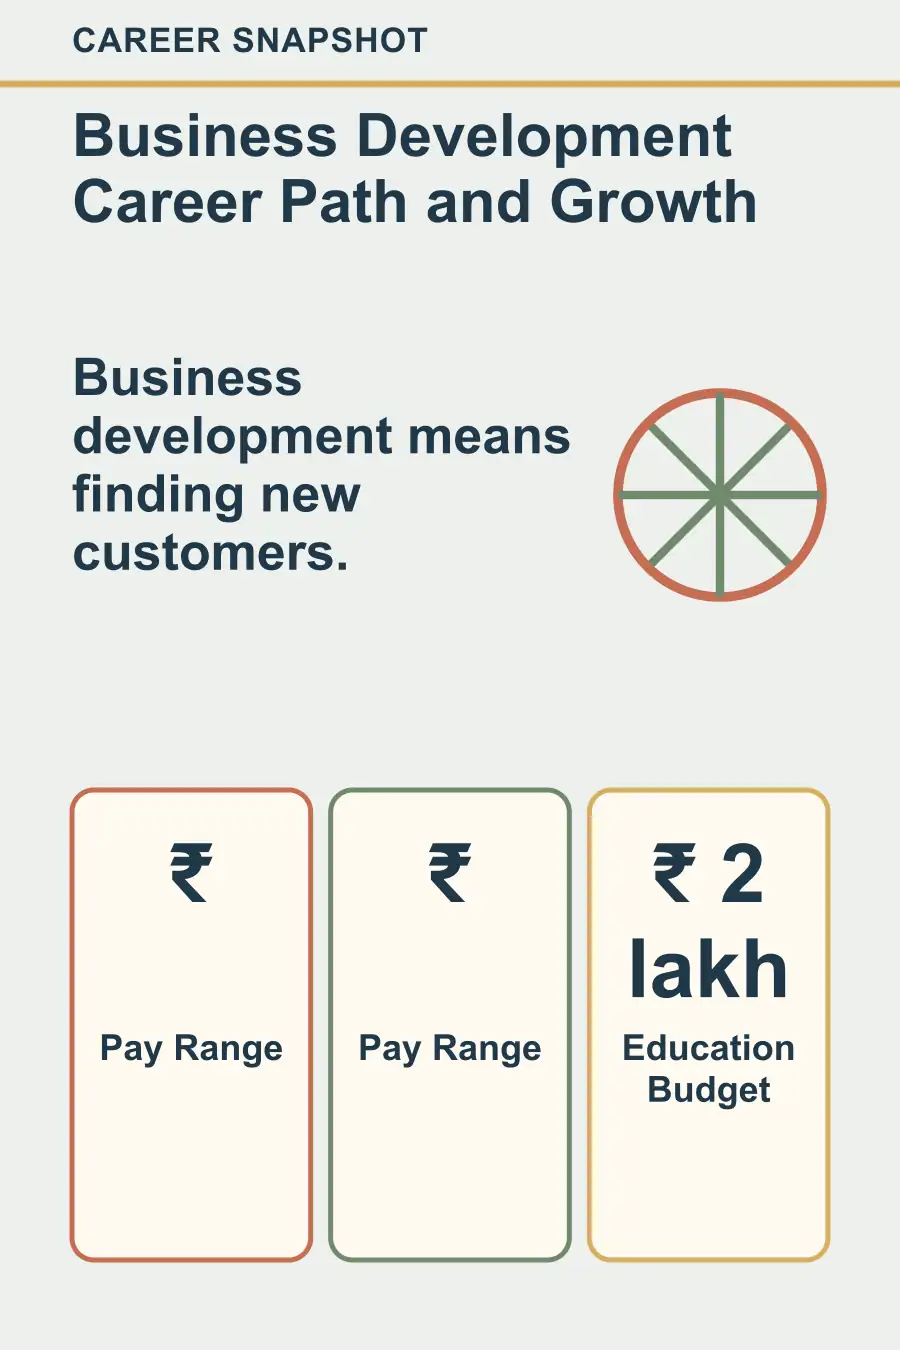 CAREER SNAPSHOT
Business Development
Career Path and Growth
Business
development means
finding new
customers.
₹
Pay Range
₹
Pay Range
₹ 2
lakh
Education
Budget